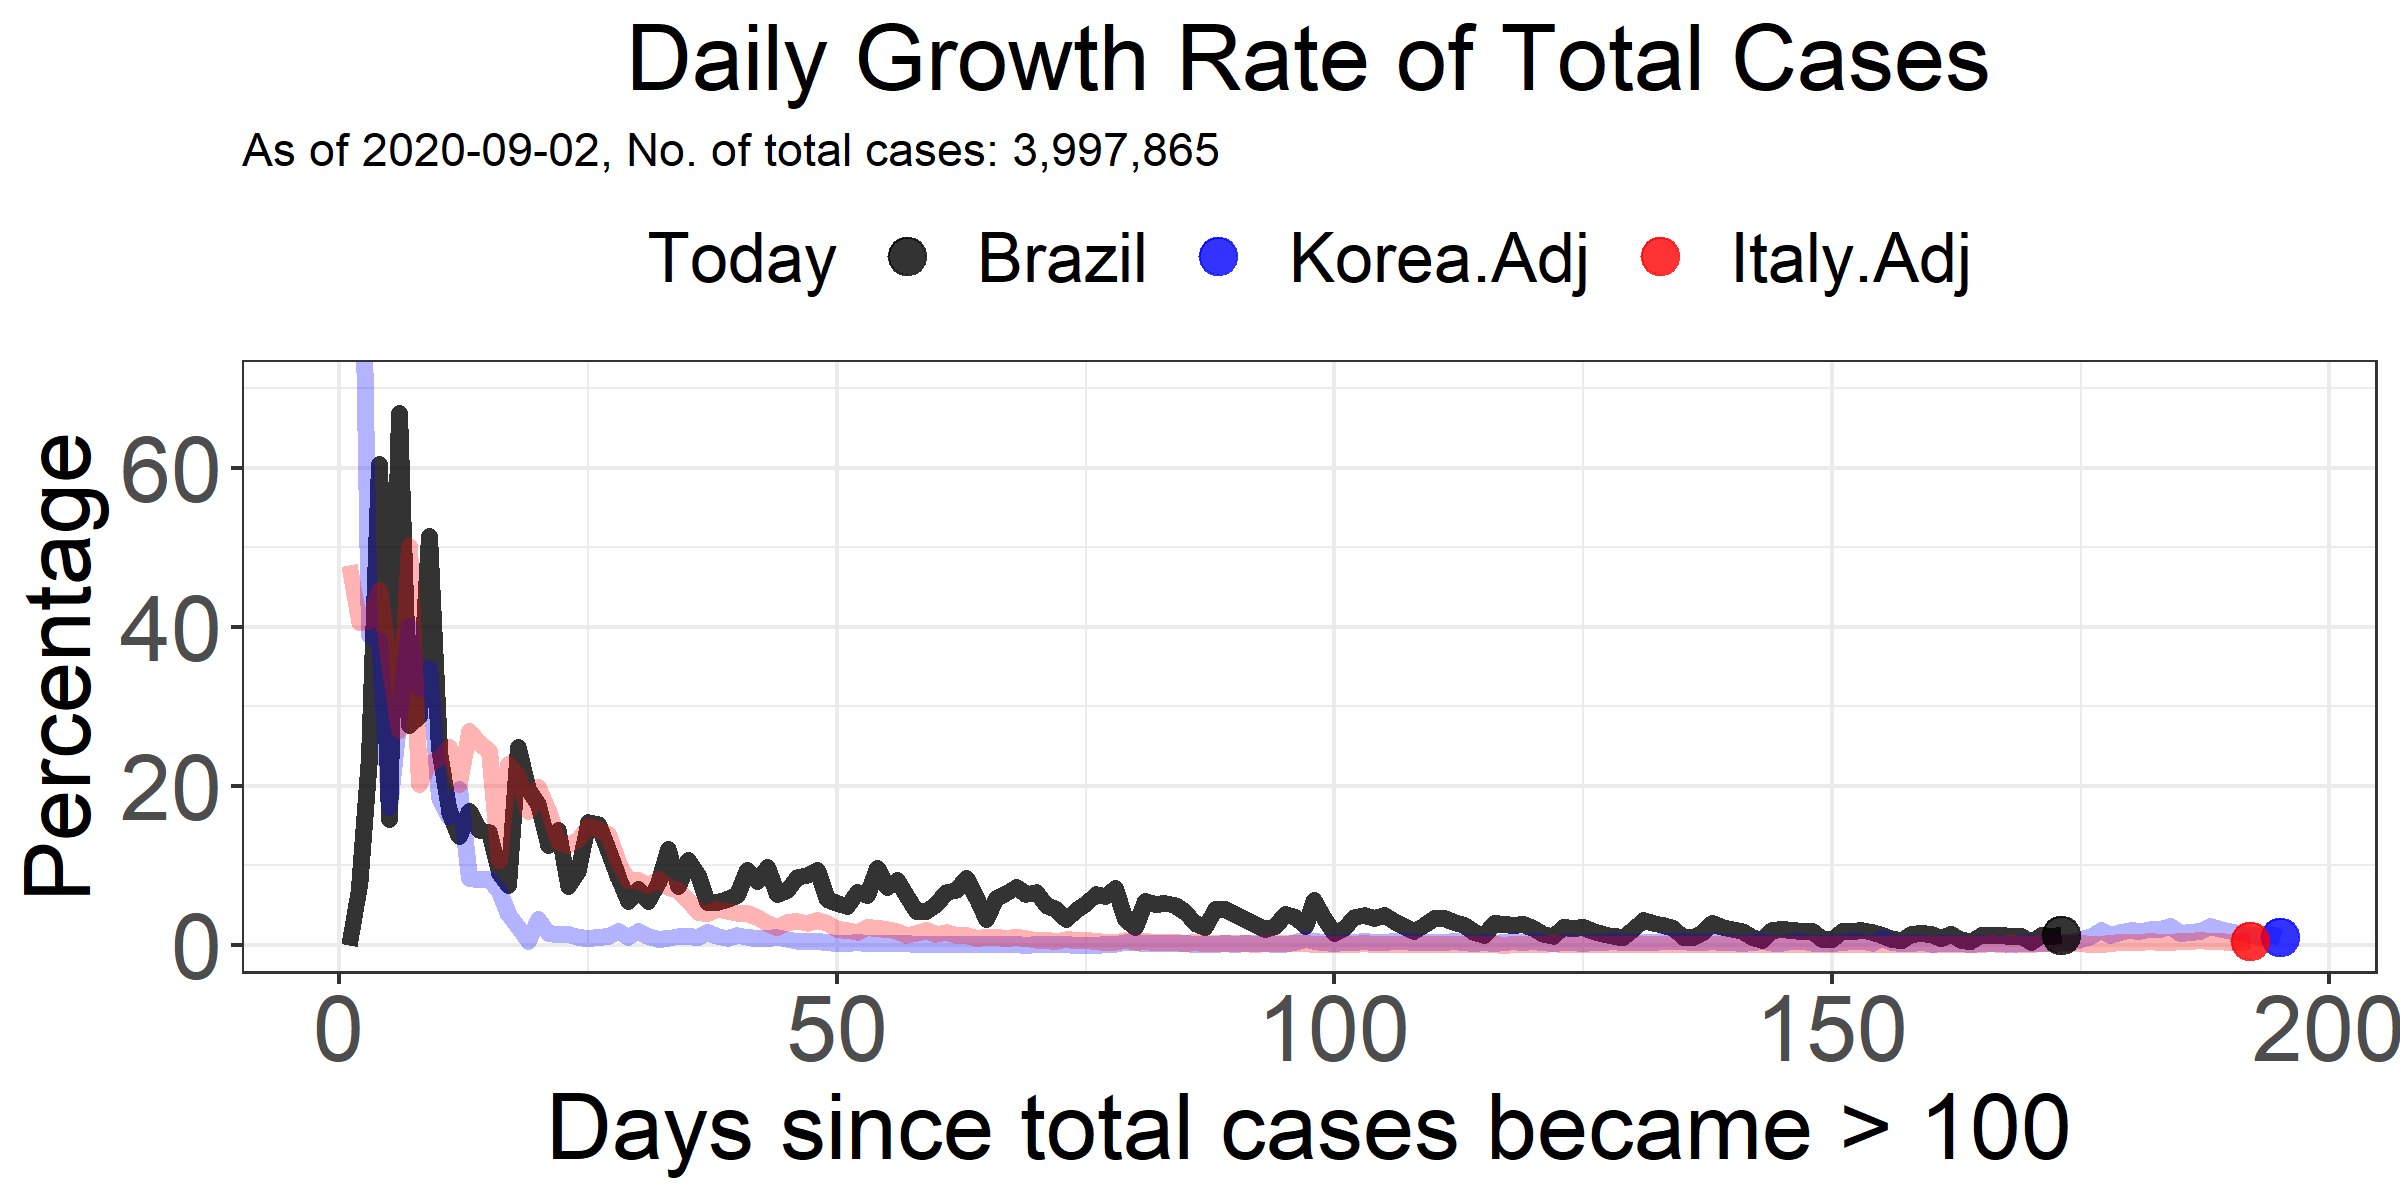 Daily Growth Rate of Total Cases
As of 2020-09-02, No. of total cases: 3,997,865
Today Brazil Korea.Adj Italy.Adj
Percentage
60
40
20
0
0 50 100 150 200
Days since total cases became > 100